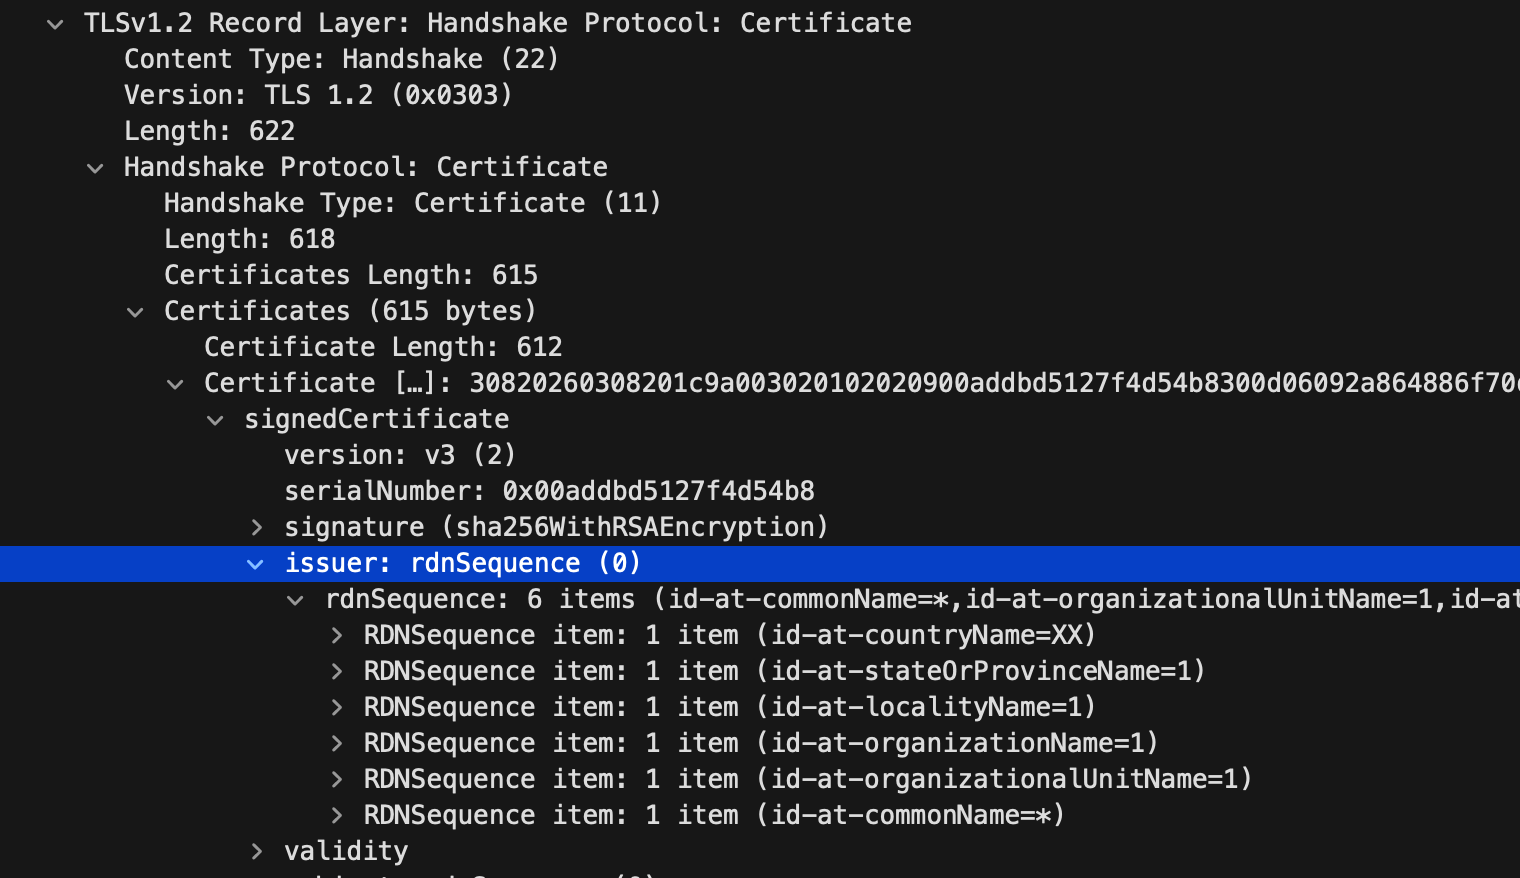 TLSv1.2 Record Layer: Handshake Protocol: Certificate
Content Type: Handshake (22)
Version: TLS 1.2 (0x0303)
Length: 622
Handshake Protocol: Certificate
Handshake Type: Certificate (11)
Length: 618
Certificates Length: 615
Certificates (615 bytes)
Certificate Length: 612
Certificate […]: 30820260308201c9a003020102020900addbd5127f4d54b8300d06092a864886f70
signedCertificate
version: v3 (2)
serialNumber: 0x00addbd5127f4d54b8
signature (sha256WithRSAEncryption)
issuer: rdnSequence (0)
rdnSequence: 6 items (id-at-commonName=*,id-at-organizationalUnitName=1,id-at
RDNSequence item: 1 item (id-at-countryName=XX)
RDNSequence item: 1 item (id-at-stateOrProvinceName=1)
RDNSequence item: 1 item (id-at-localityName=1)
RDNSequence item: 1 item (id-at-organizationName=1)
RDNSequence item: 1 item (id-at-organizationalUnitName=1)
RDNSequence item: 1 item (id-at-commonName=*)
validity